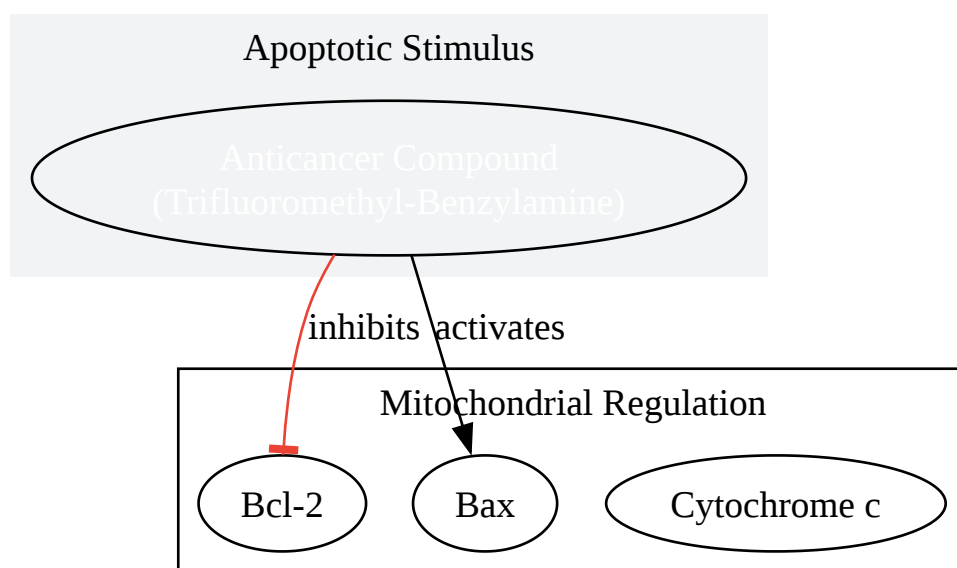 Apoptotic Stimulus
Anticancer Compound
(Trifluoromethyl-Benzylamine)
inhibits activates
Mitochondrial Regulation
Bcl-2 Bax Cytochrome c